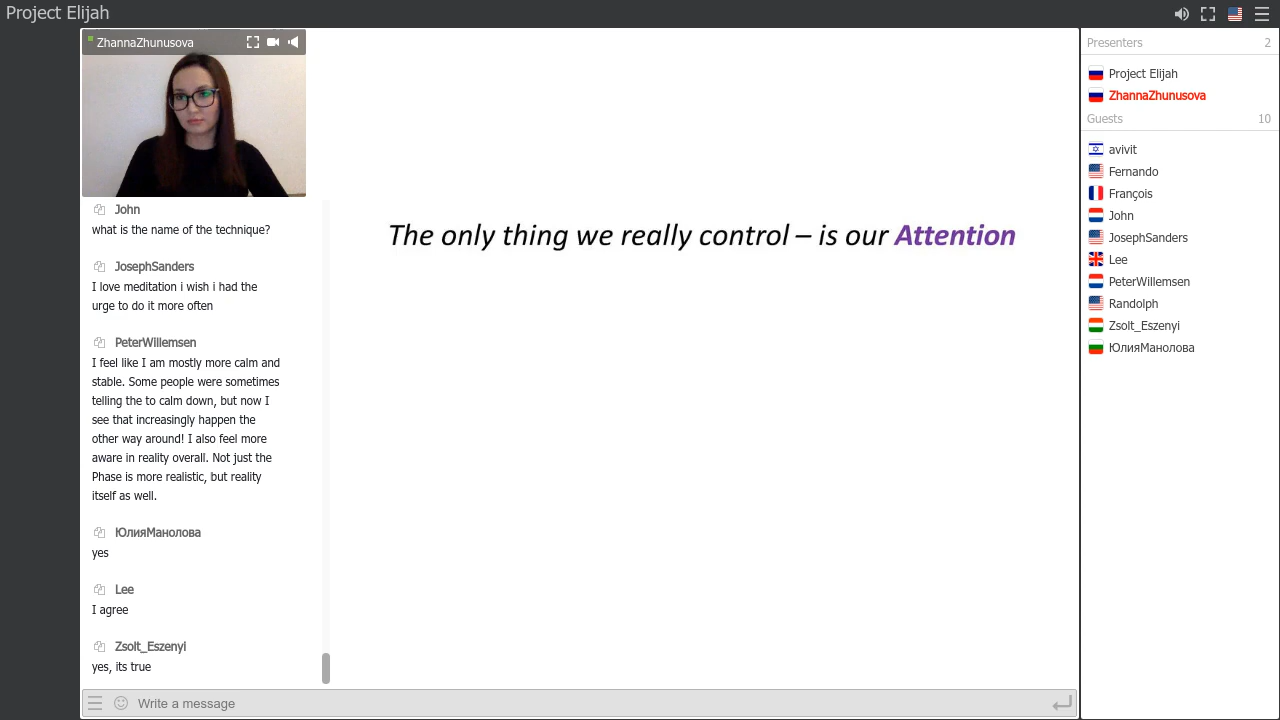 Project Elijah
ZhannaZhunusova
John
what is the name of the technique?
JosephSanders
I love meditation i wish i had the
urge to do it more often
PeterWillemsen
I feel like I am mostly more calm and
stable. Some people were sometimes
telling the to calm down, but now I
see that increasingly happen the
other way around! I also feel more
aware in reality overall. Not just the
Phase is more realistic, but reality
itself as well.
ЮлияМанолова
yes
Lee
I agree
Zsolt_Eszenyi
yes, its true
Write a message
The only thing we really control – is our Attention
Presenters 2
Project Elijah
ZhannaZhunusova
Guests 10
avivit
Fernando
François
John
JosephSanders
Lee
PeterWillemsen
Randolph
Zsolt_Eszenyi
ЮлияМанолова